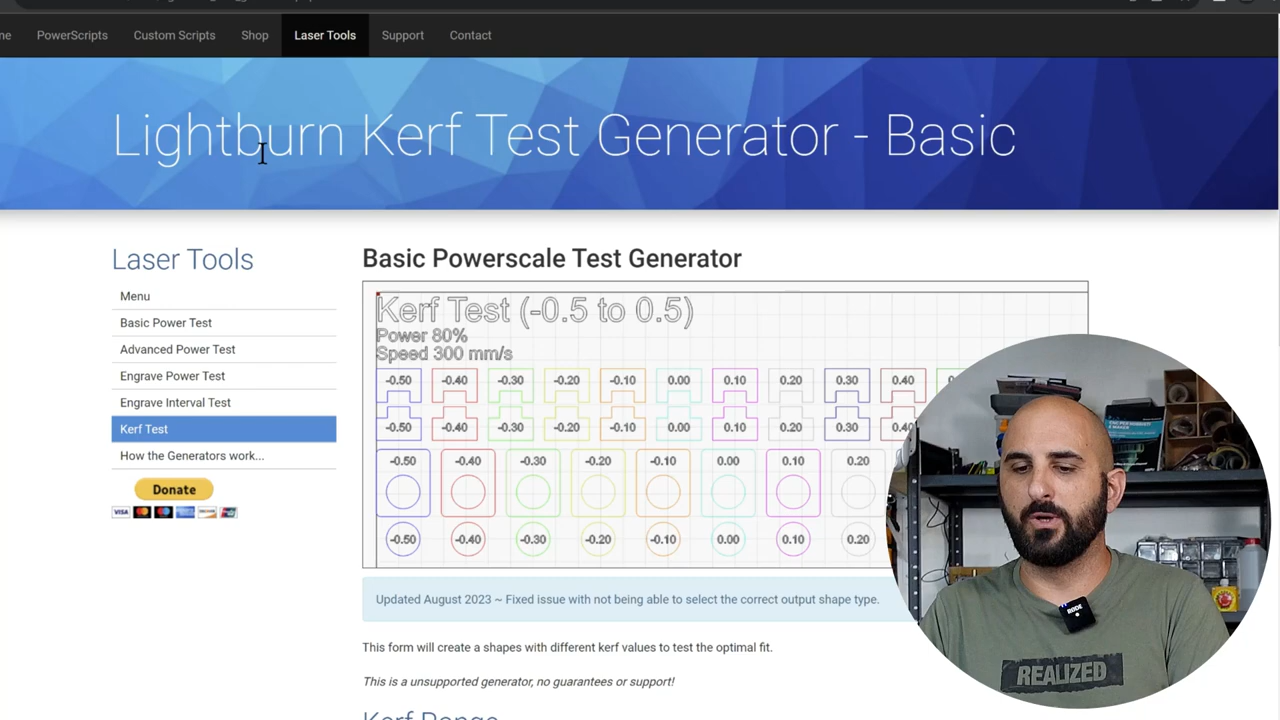 PowerScripts
Custom Scripts
Shop
Laser Tools
Support
Contact
Lightburn Kerf Test Generator - Basic
Laser Tools
Menu
Basic Power Test
Advanced Power Test
Engrave Power Test
Engrave Interval Test
Kerf Test
How the Generators work...
Donate
VISA
Basic Powerscale Test Generator
Kerf Test (-0.5 to 0.5)
Power 80%
Speed 300 mm/s
-0.50 -0.40 -0.30 -0.20 -0.10 0.00 0.10 0.20 0.30 0.40
-0.50 -0.40 -0.30 -0.20 -0.10 0.00 0.10 0.20 0.30 0.40
-0.50 -0.40 -0.30 -0.20 -0.10 0.00 0.10 0.20
-0.50 -0.40 -0.30 -0.20 -0.10 0.00 0.10 0.20
Updated August 2023 ~ Fixed issue with not being able to select the correct output shape type.
This form will create a shapes with different kerf values to test the optimal fit.
This is a unsupported generator, no guarantees or support!
Kerf Range
REALIZED